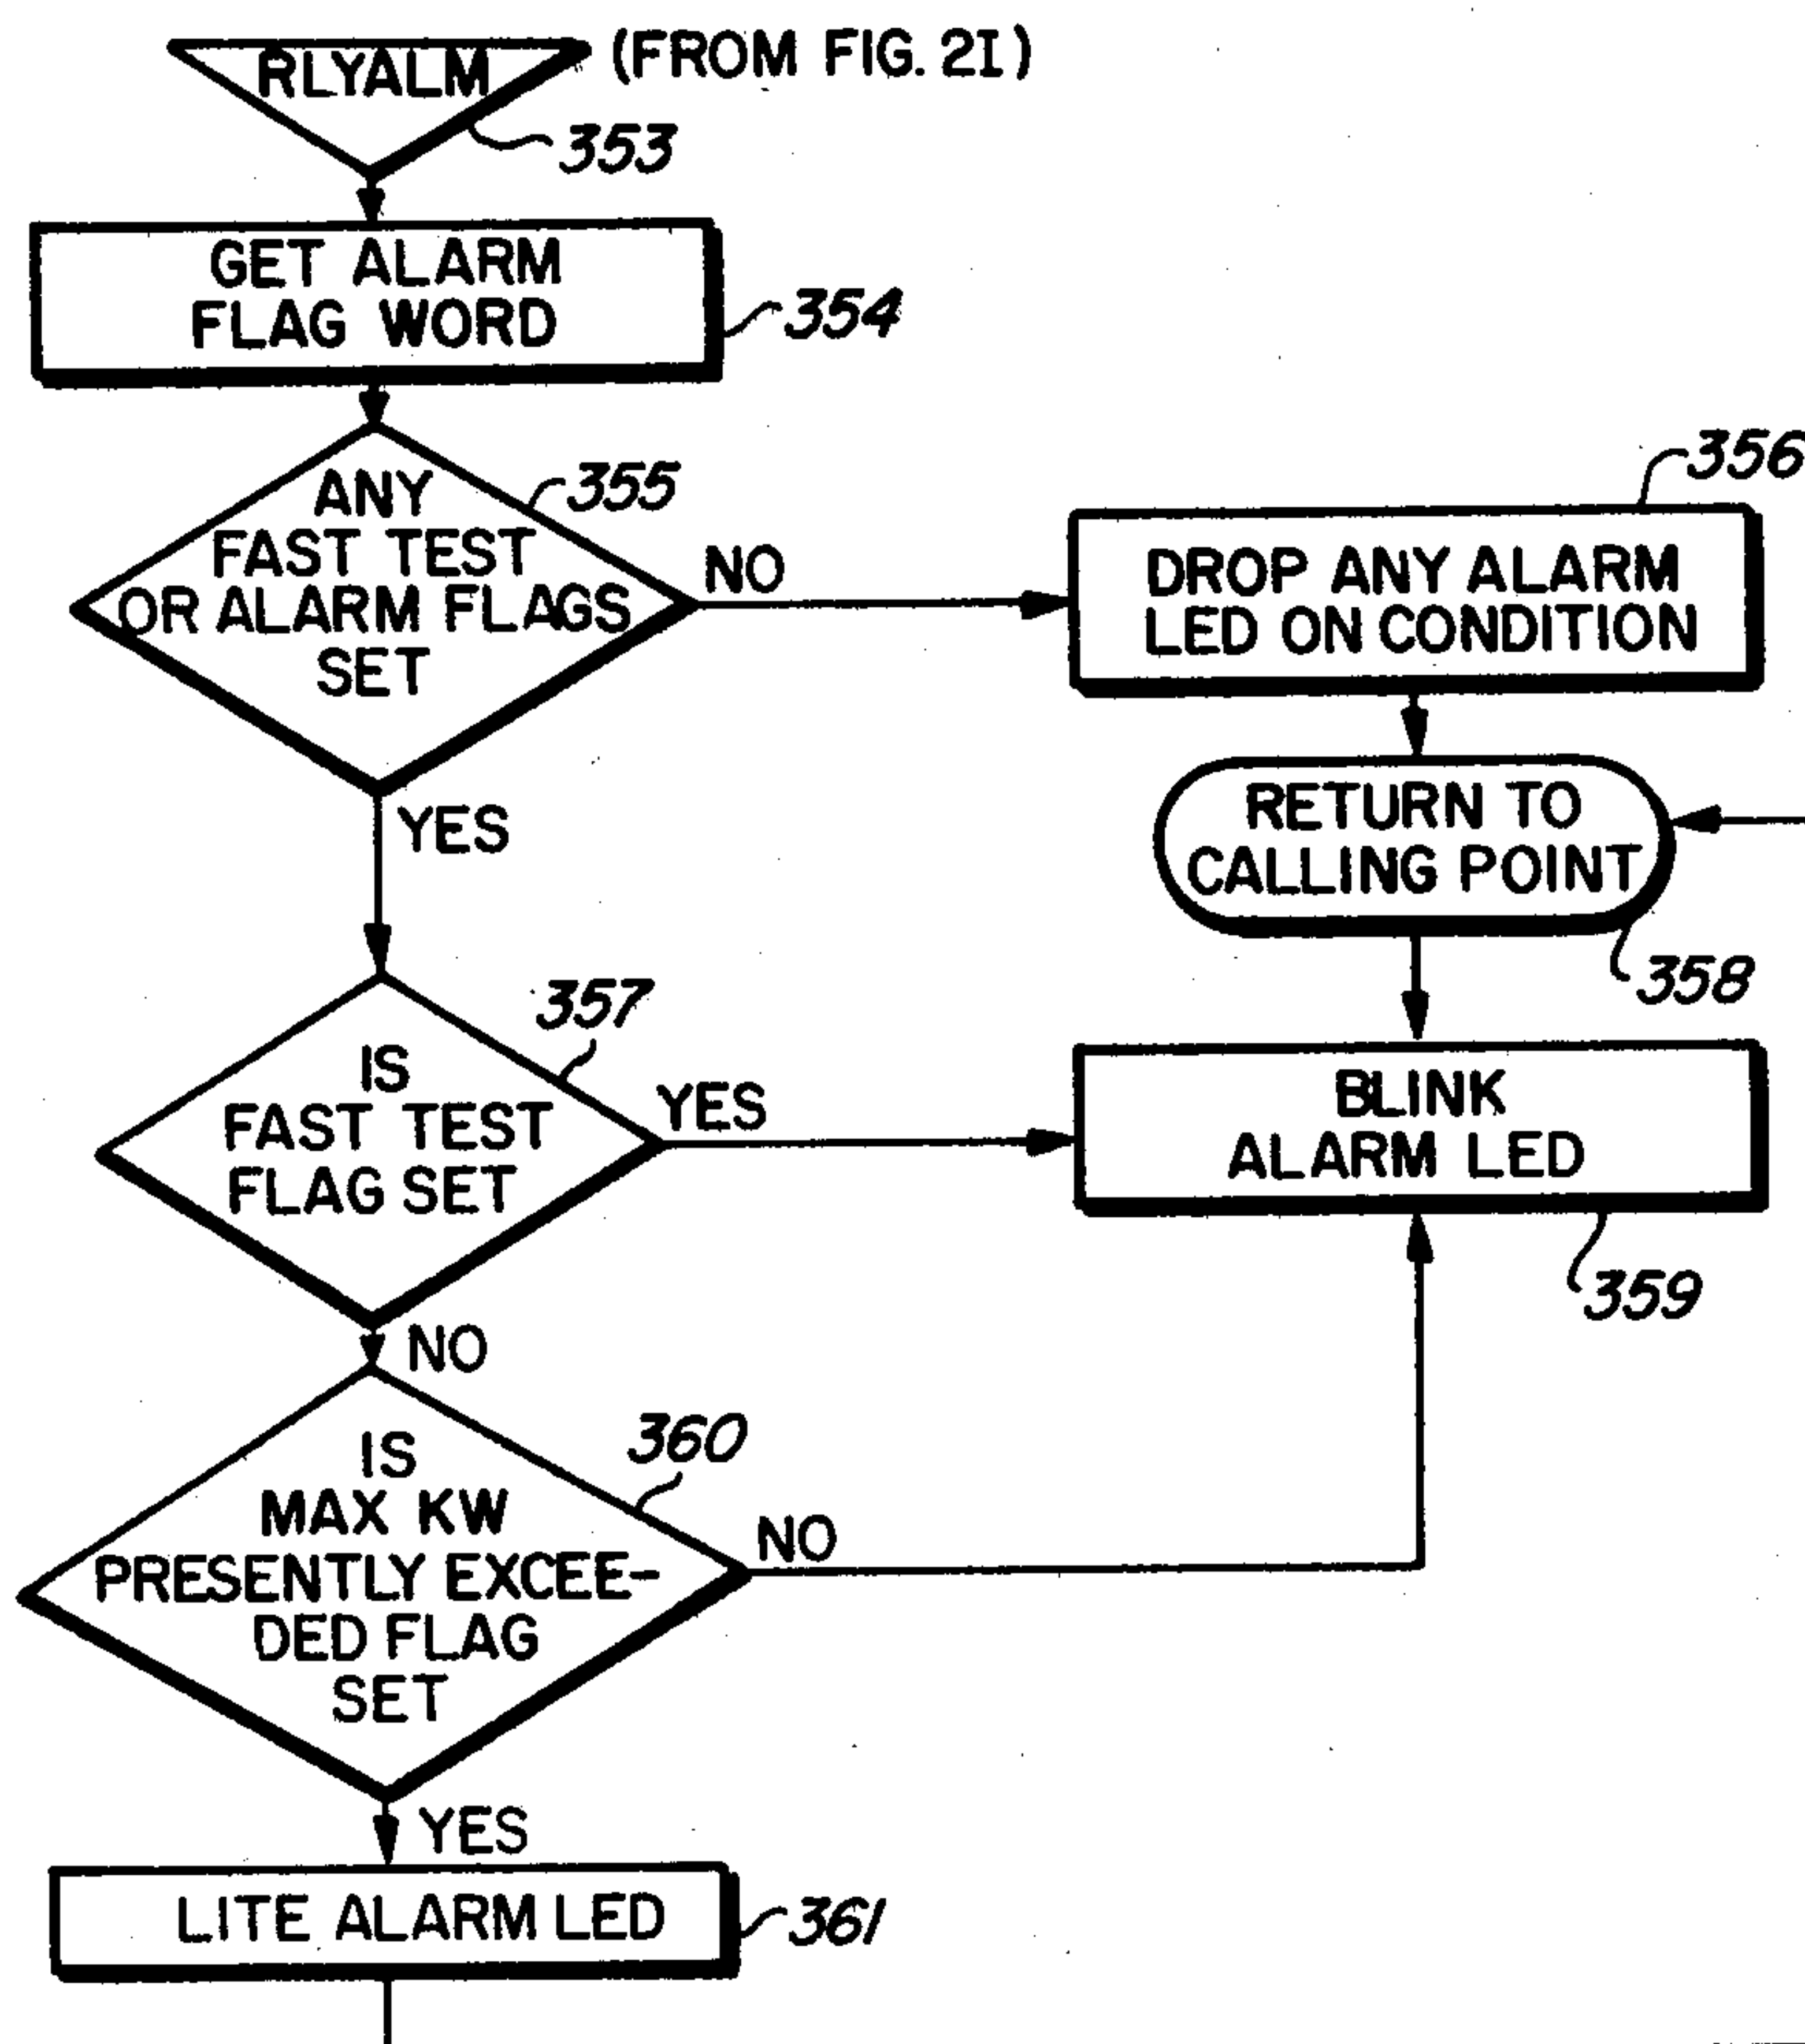 RLYALM
(FROM FIG. 21)
353
GET ALARM
FLAG WORD
354
ANY
FAST TEST
OR ALARM FLAGS
SET
355
NO
YES
356
DROP ANY ALARM
LED ON CONDITION
RETURN TO
CALLING POINT
358
IS
FAST TEST
FLAG SET
357
YES
NO
BLINK
ALARM LED
359
IS
MAX KW
PRESENTLY EXCEE-
DED FLAG
SET
360
NO
YES
LITE ALARM LED
361